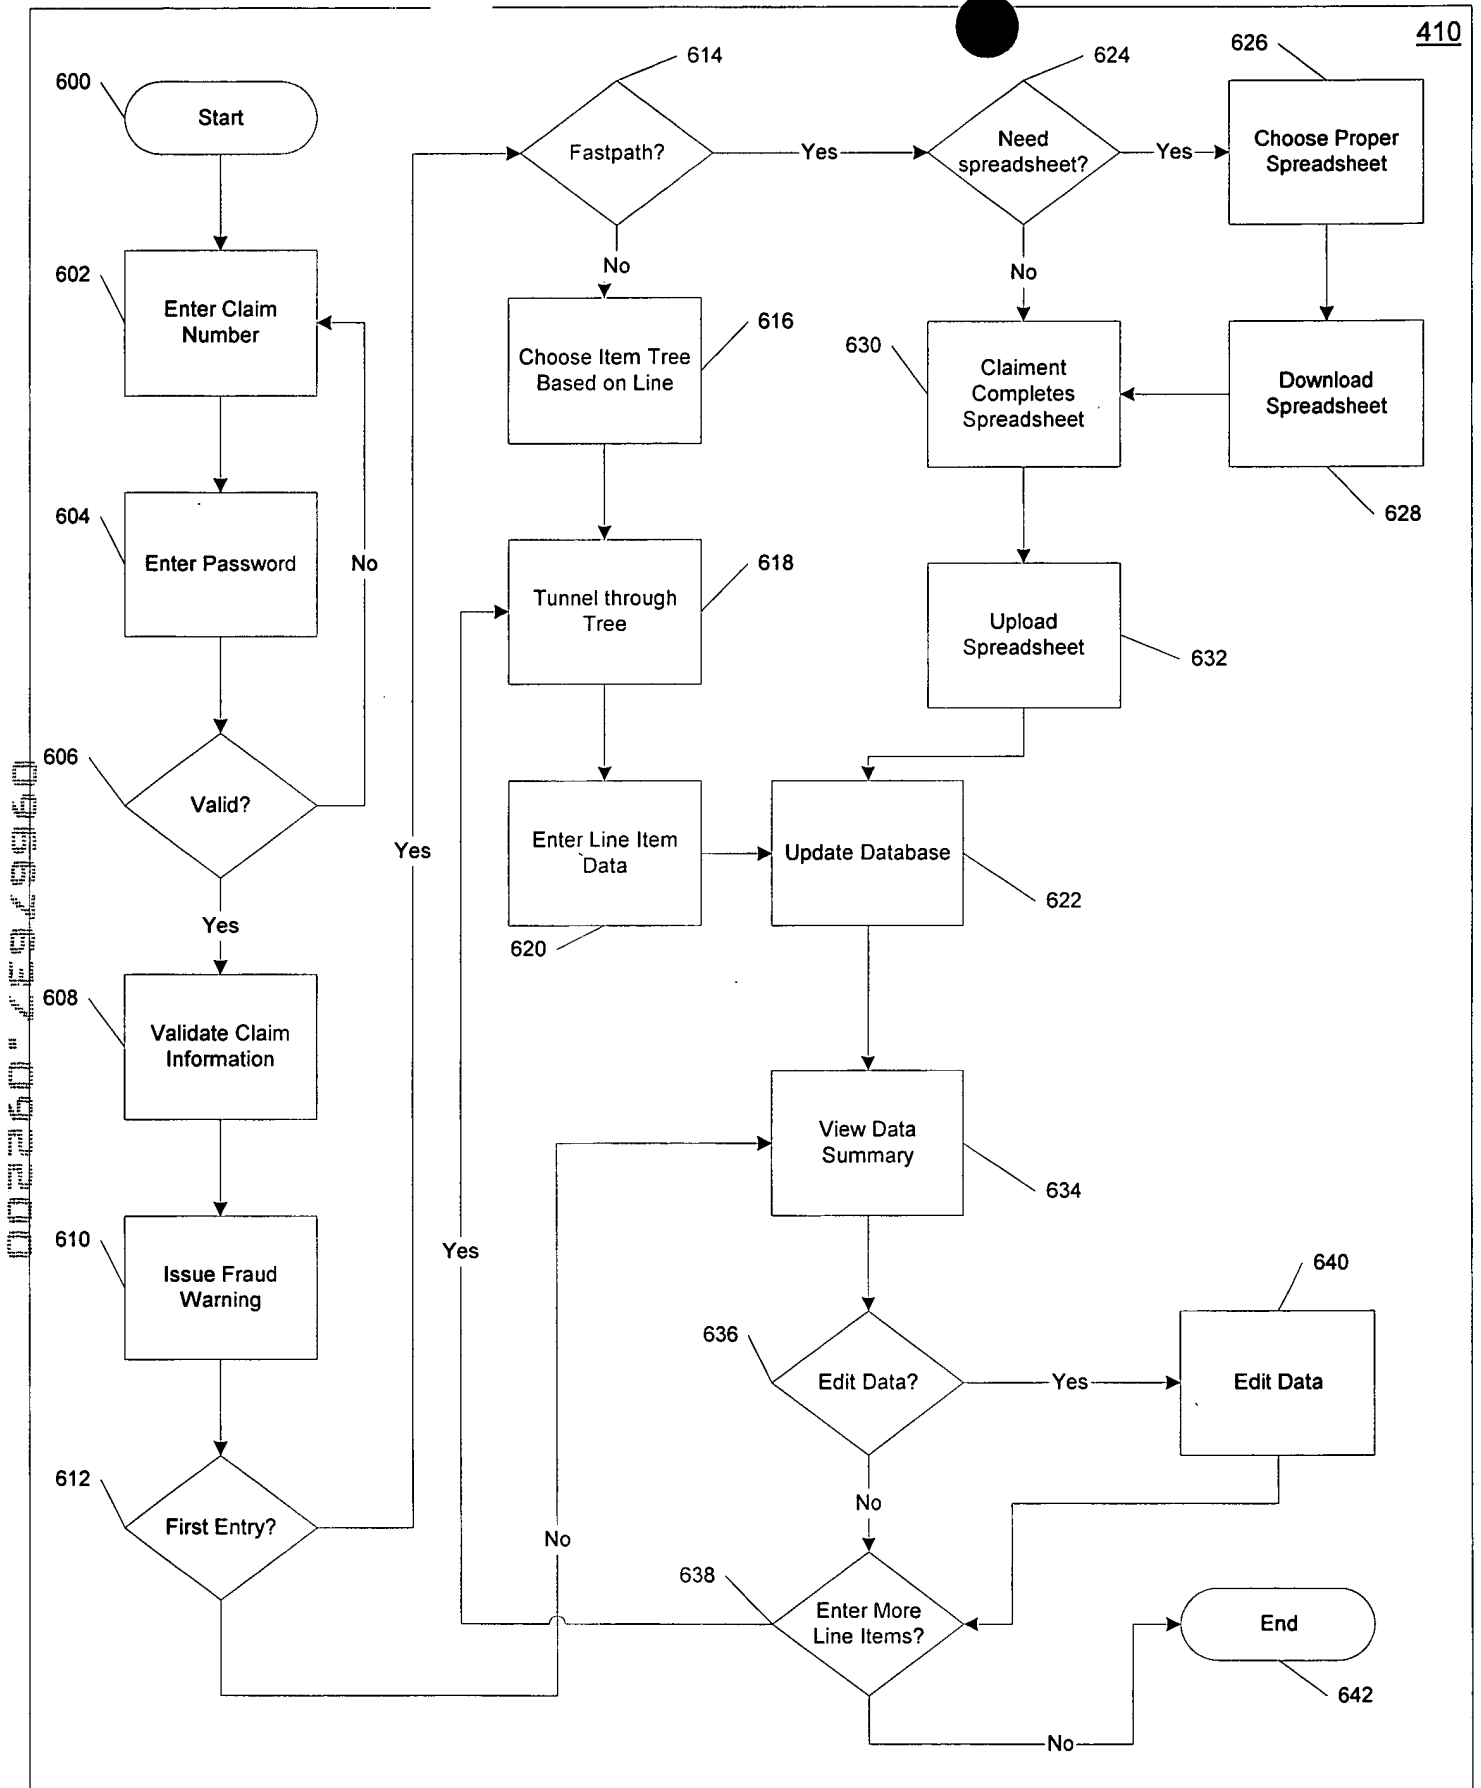 410
600
Start
602
Enter Claim
Number
604
Enter Password
No
606
Valid?
Yes
608
Validate Claim
Information
610
Issue Fraud
Warning
612
First Entry?
Yes
No
614
Fastpath?
Yes
No
616
Choose Item Tree
Based on Line
618
Tunnel through
Tree
Enter Line Item
Data
620
Yes
624
Need
spreadsheet?
Yes
No
626
Choose Proper
Spreadsheet
Download
Spreadsheet
628
630
Claiment
Completes
Spreadsheet
Upload
Spreadsheet
632
Update Database
622
View Data
Summary
634
636
Edit Data?
Yes
No
640
Edit Data
638
Enter More
Line Items?
No
End
642